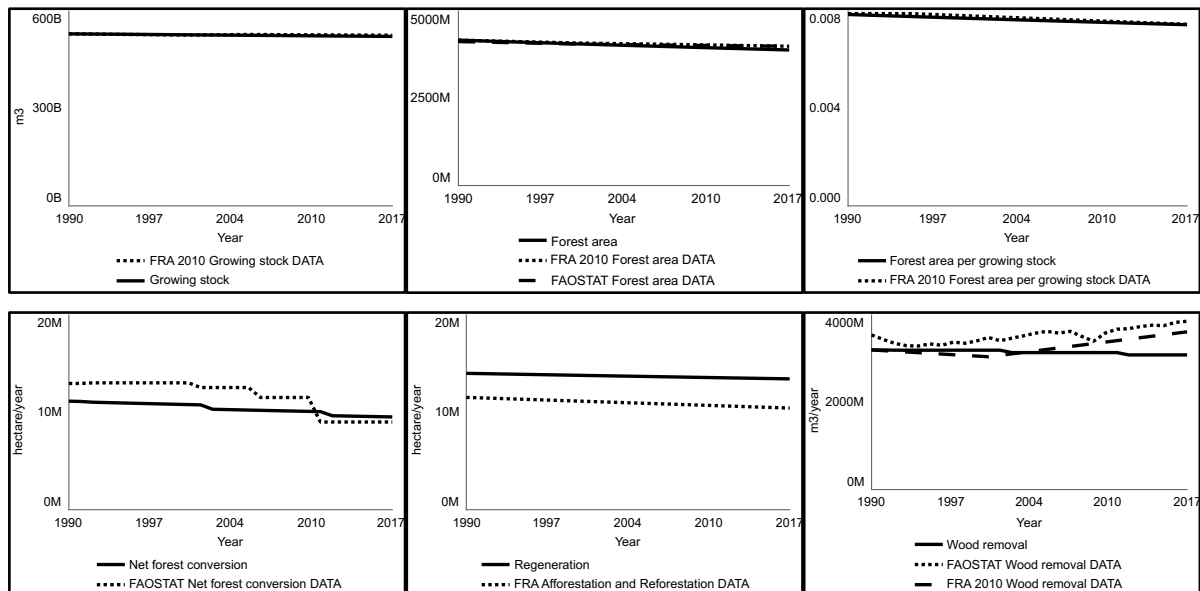 600B
300B
0B
m3
1990 1997 2004 2010 2017
Year
FRA 2010 Growing stock DATA
Growing stock
5000M
2500M
0M
1990 1997 2004 2010 2017
Year
Forest area
FRA 2010 Forest area DATA
FAOSTAT Forest area DATA
0.008
0.004
0.000
1990 1997 2004 2010 2017
Year
Forest area per growing stock
FRA 2010 Forest area per growing stock DATA
20M
10M
0M
hectare/year
1990 1997 2004 2010 2017
Year
Net forest conversion
FAOSTAT Net forest conversion DATA
20M
10M
0M
hectare/year
1990 1997 2004 2010 2017
Year
Regeneration
FRA Afforestation and Reforestation DATA
4000M
2000M
0M
m3/year
1990 1997 2004 2010 2017
Year
Wood removal
FAOSTAT Wood removal DATA
FRA 2010 Wood removal DATA